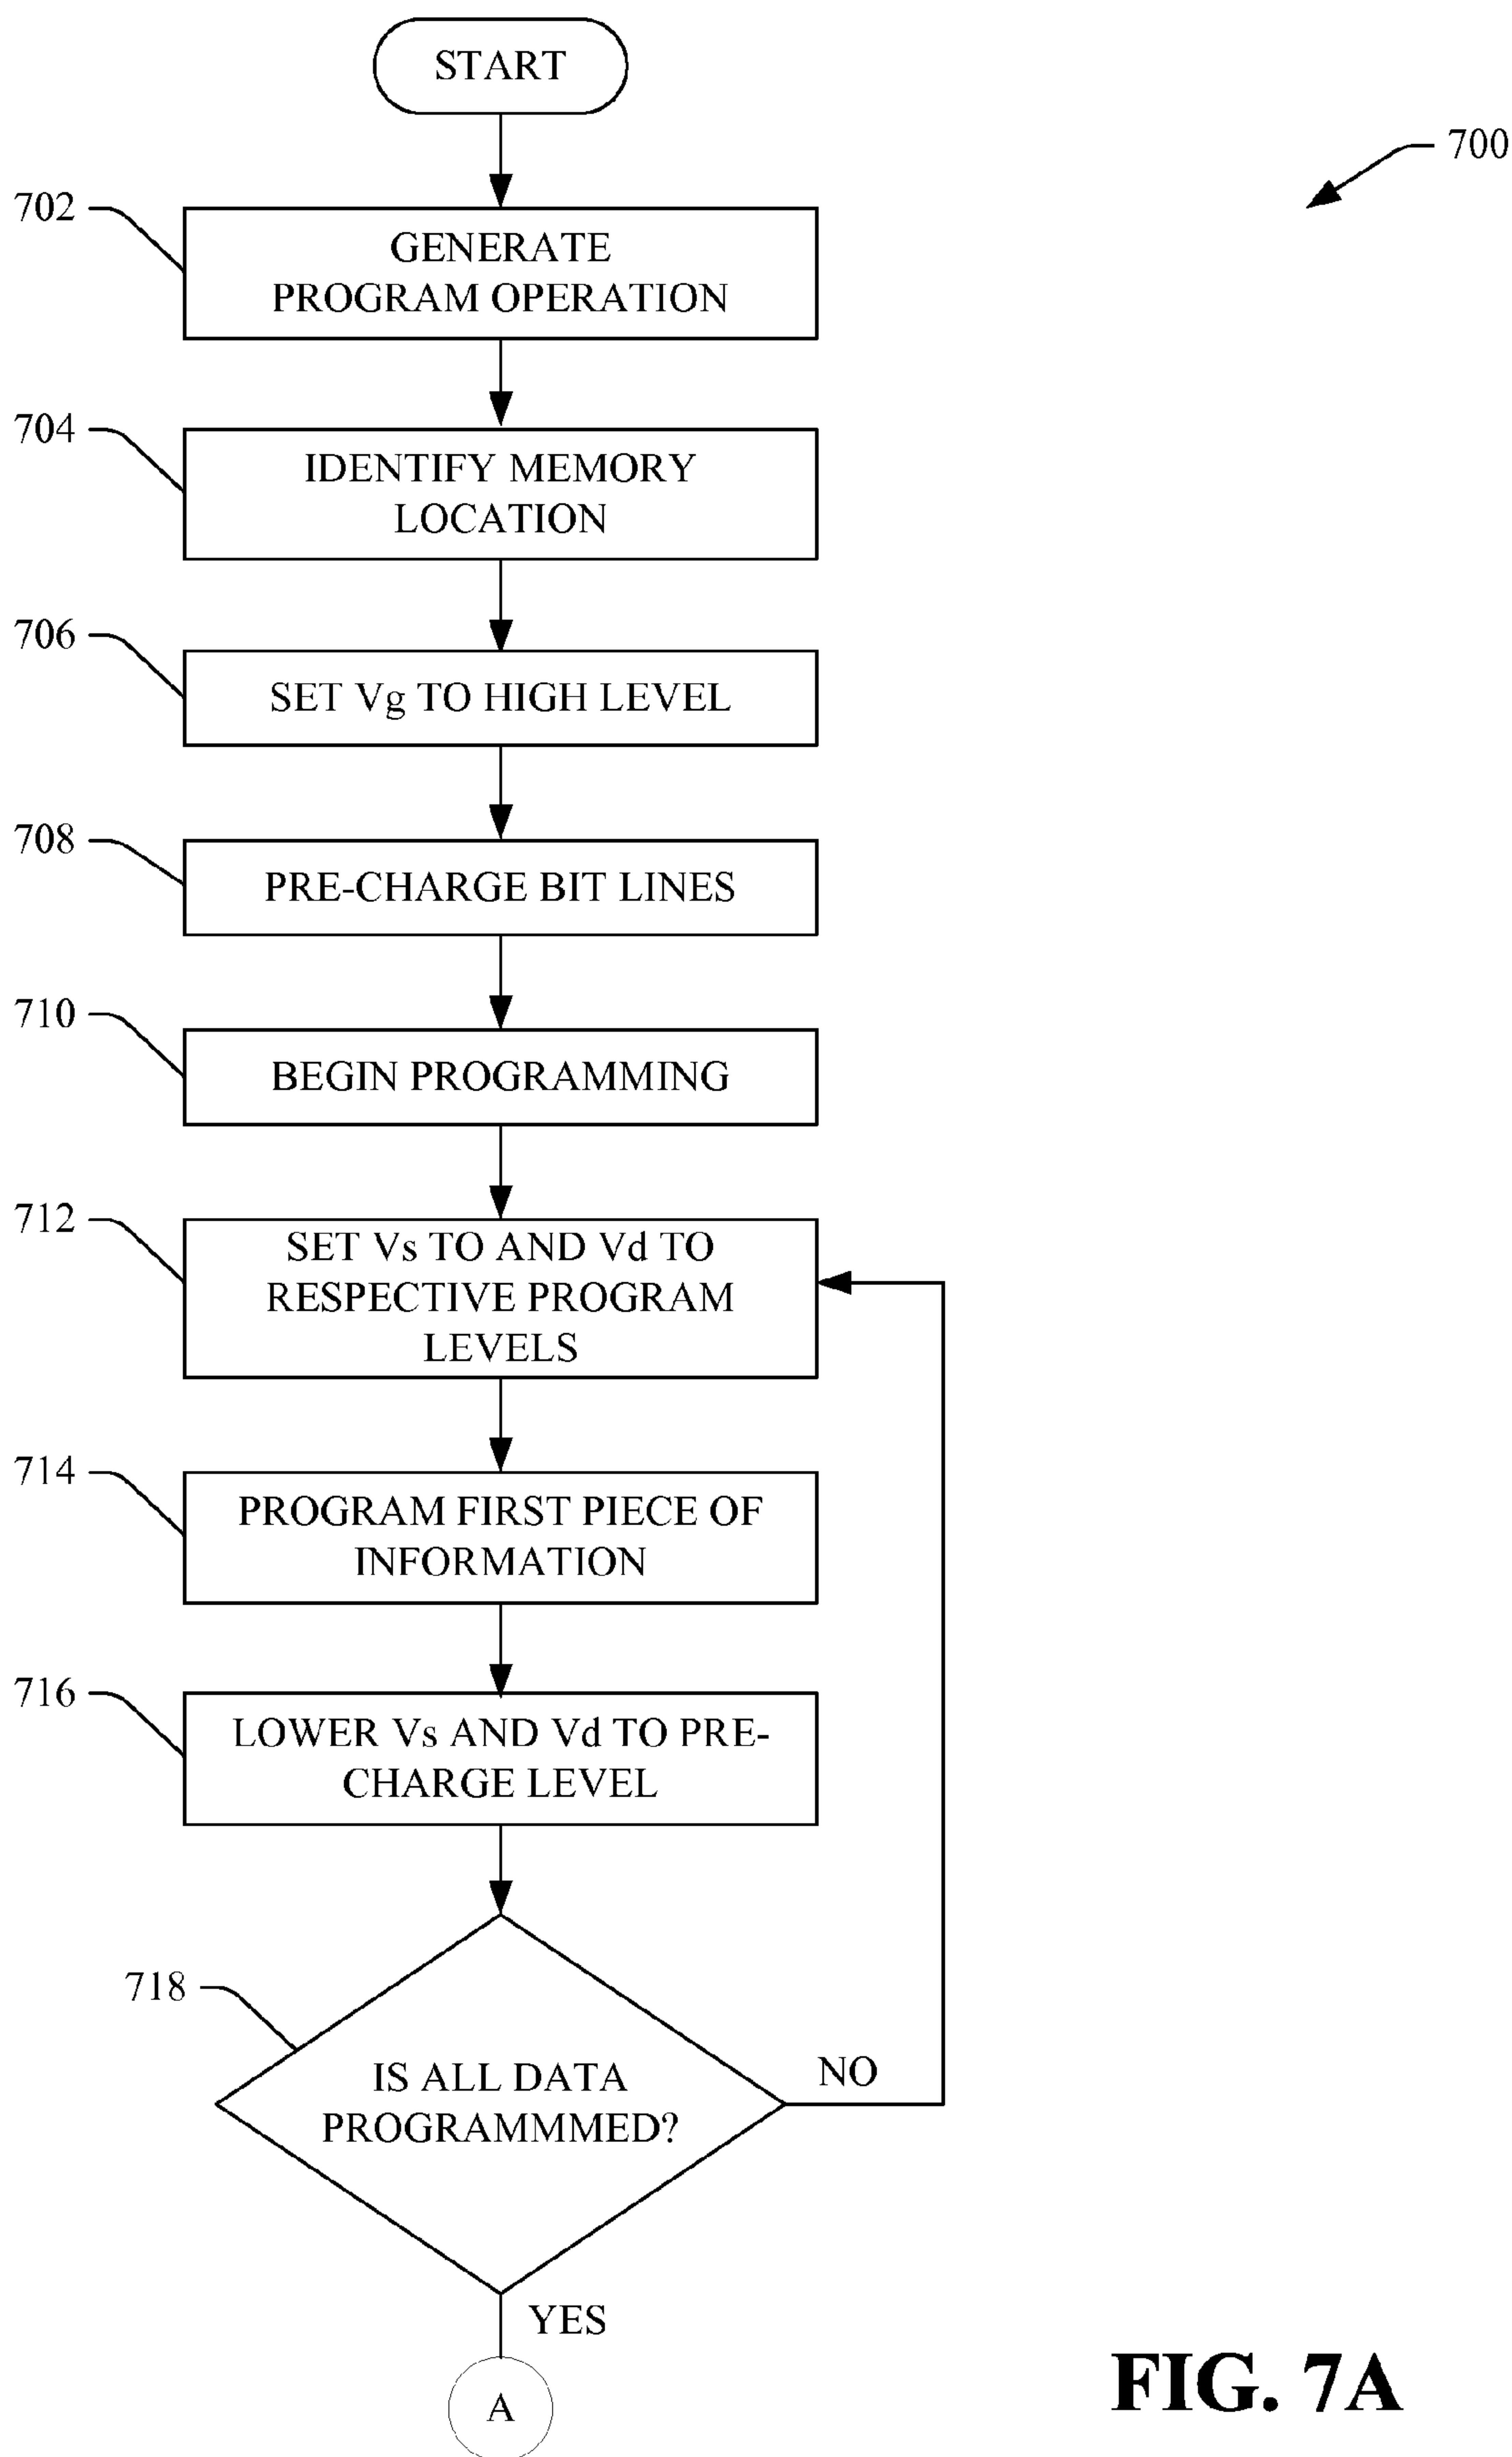 START
700
702
GENERATE
PROGRAM OPERATION
704
IDENTIFY MEMORY
LOCATION
706
SET Vg TO HIGH LEVEL
708
PRE-CHARGE BIT LINES
710
BEGIN PROGRAMMING
712
SET Vs TO AND Vd TO
RESPECTIVE PROGRAM
LEVELS
714
PROGRAM FIRST PIECE OF
INFORMATION
716
LOWER Vs AND Vd TO PRE-
CHARGE LEVEL
718
IS ALL DATA
PROGRAMMMED?
NO
YES
A
FIG. 7A